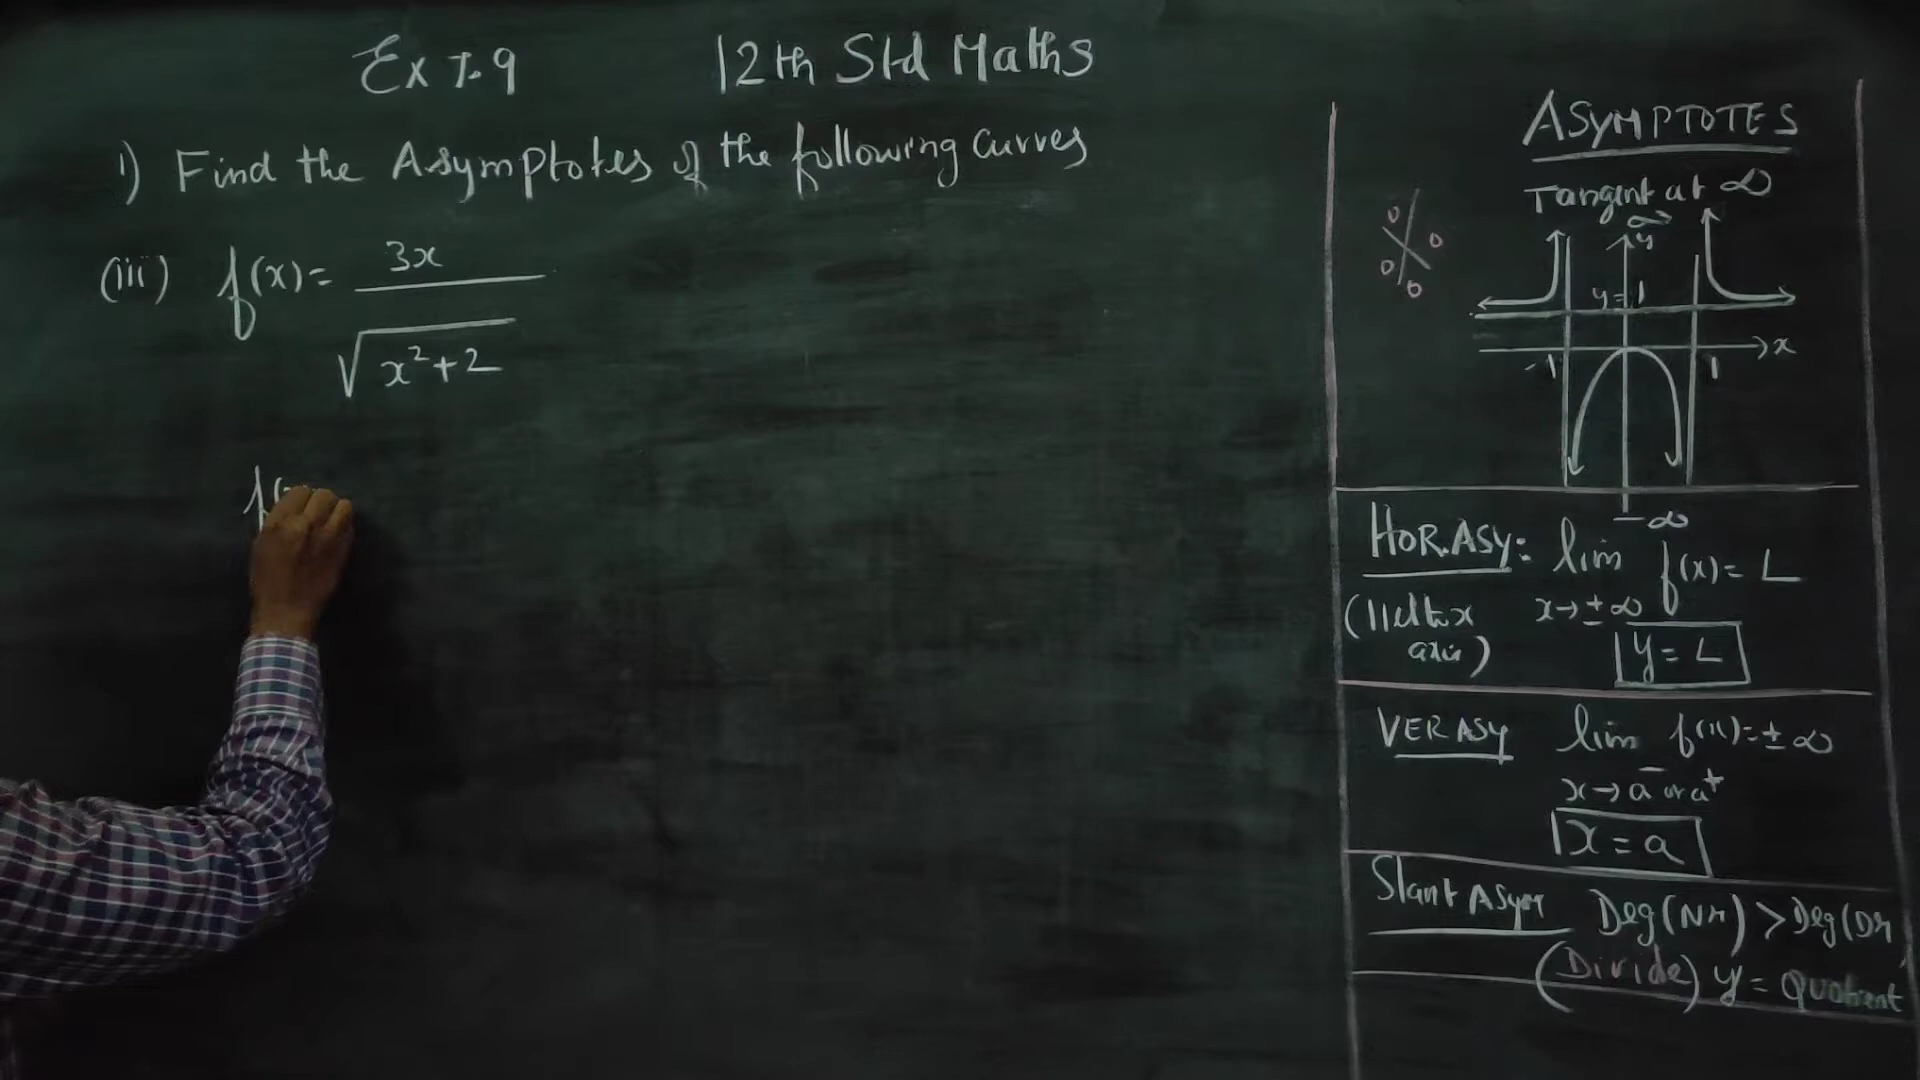 Ex 7.9 12th Std Maths
1) Find the Asymptotes of the following Curves
(iii) f(x) = 3x
√x²+2
f(
ASYMPTOTES
Tangent at ∞
∞ y
y=1
x
-1 1
-∞
0 0
0 0
HOR.ASY: lim f(x) = L
(||el to x x→±∞
axis) y = L
VER ASY lim f(x) = ±∞
x→a⁻ or a⁺
x = a
Slant Asym Deg(Nr) > Deg(Dr
(Divide) y = Quotient